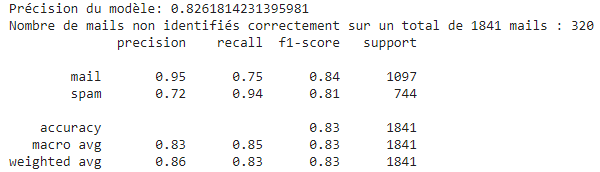 Précision du modèle: 0.8261814231395981
Nombre de mails non identifiés correctement sur un total de 1841 mails : 320
precision recall f1-score support
mail 0.95 0.75 0.84 1097
spam 0.72 0.94 0.81 744
accuracy 0.83 1841
macro avg 0.83 0.85 0.83 1841
weighted avg 0.86 0.83 0.83 1841